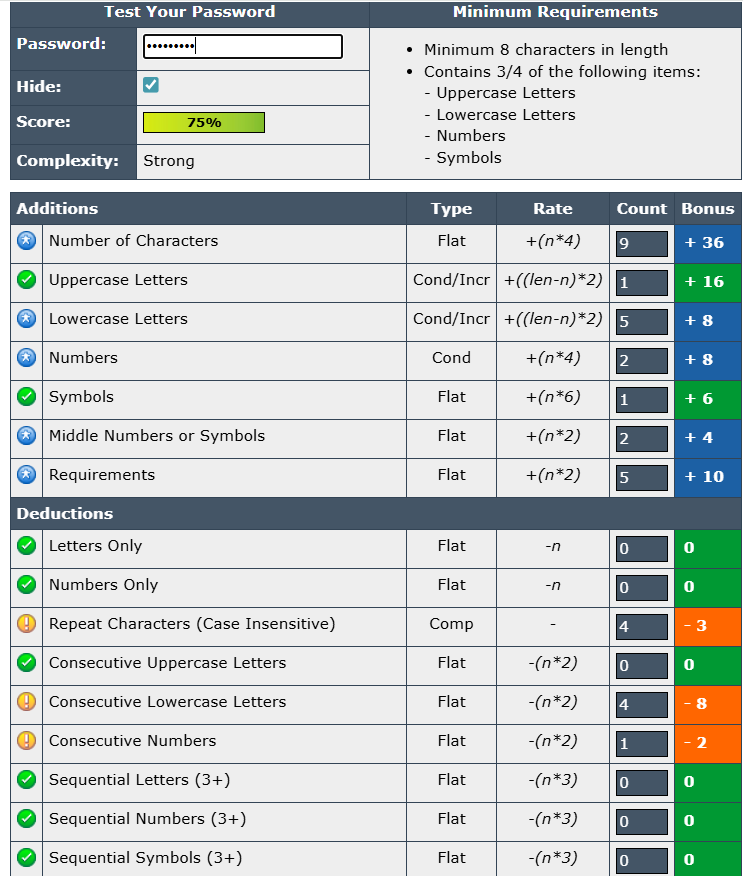 Test Your Password Minimum Requirements
Password: •••••••••
Hide:
Score: 75%
Complexity: Strong
• Minimum 8 characters in length
• Contains 3/4 of the following items:
- Uppercase Letters
- Lowercase Letters
- Numbers
- Symbols
Additions Type Rate Count Bonus
Number of Characters Flat +(n*4) 9 + 36
Uppercase Letters Cond/Incr +((len-n)*2) 1 + 16
Lowercase Letters Cond/Incr +((len-n)*2) 5 + 8
Numbers Cond +(n*4) 2 + 8
Symbols Flat +(n*6) 1 + 6
Middle Numbers or Symbols Flat +(n*2) 2 + 4
Requirements Flat +(n*2) 5 + 10
Deductions
Letters Only Flat -n 0 0
Numbers Only Flat -n 0 0
Repeat Characters (Case Insensitive) Comp - 4 - 3
Consecutive Uppercase Letters Flat -(n*2) 0 0
Consecutive Lowercase Letters Flat -(n*2) 4 - 8
Consecutive Numbers Flat -(n*2) 1 - 2
Sequential Letters (3+) Flat -(n*3) 0 0
Sequential Numbers (3+) Flat -(n*3) 0 0
Sequential Symbols (3+) Flat -(n*3) 0 0